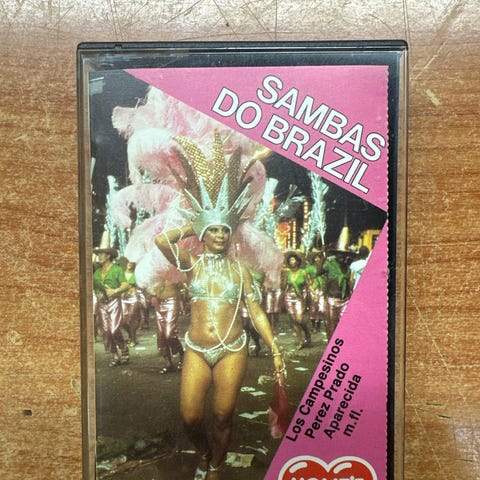 SAMBAS
DO BRAZIL
Los Campesinos
Perez Prado
Aparecida
m.fl.